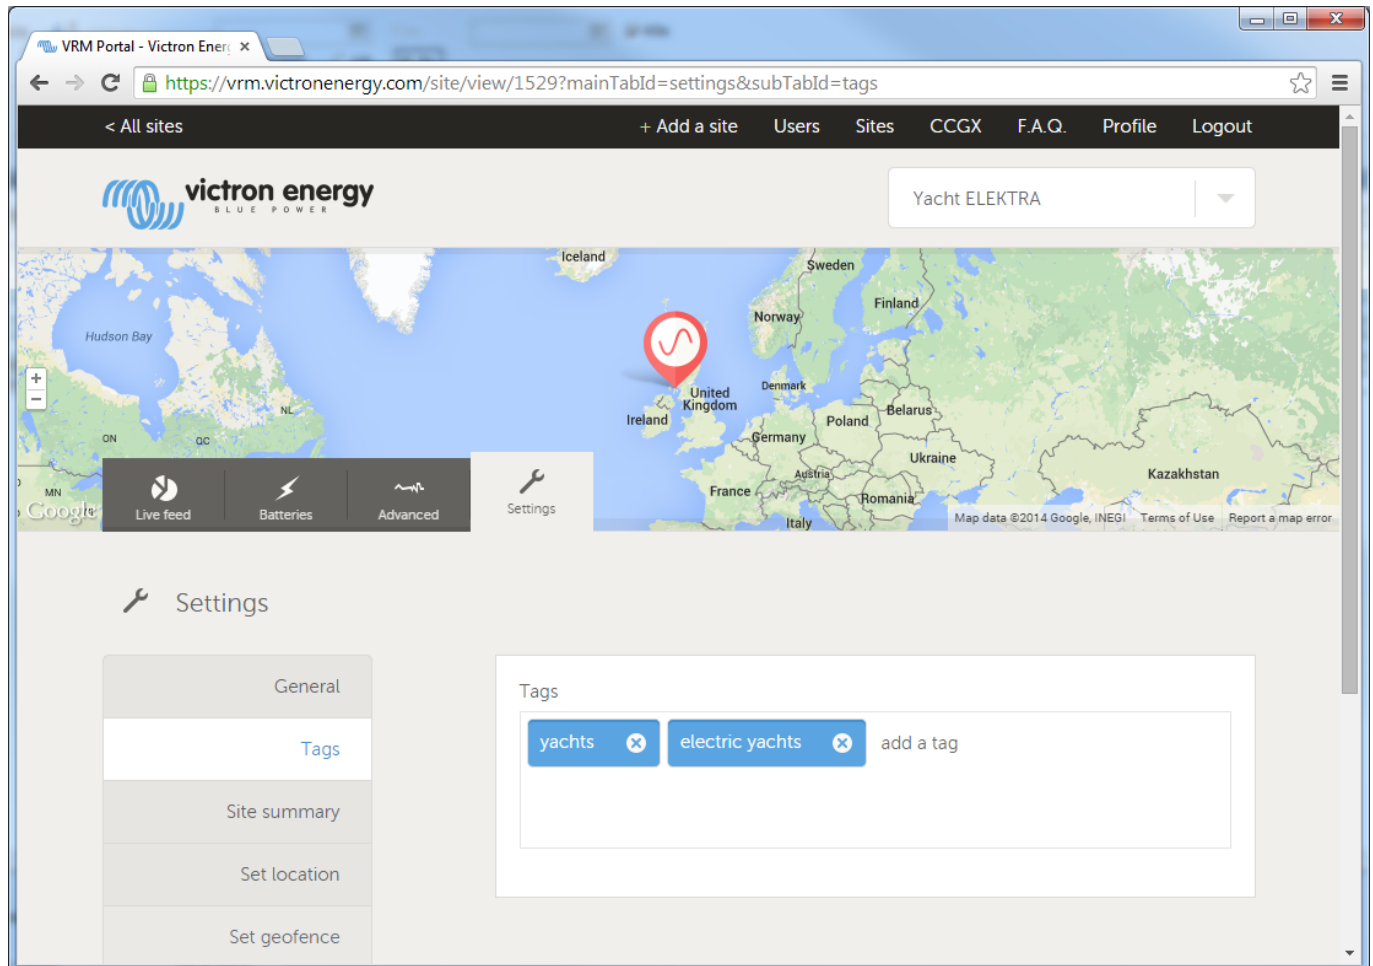 VRM Portal - Victron Ener
https://vrm.victronenergy.com/site/view/1529?mainTabId=settings&subTabId=tags
< All sites
+ Add a site
Users
Sites
CCGX
F.A.Q.
Profile
Logout
victron energy
BLUE POWER
Yacht ELEKTRA
Iceland
Sweden
Finland
Norway
Hudson Bay
+
−
United
Kingdom
Denmark
Ireland
NL
Belarus
Poland
ON
QC
Germany
Ukraine
Austria
Kazakhstan
MN
France
Romania
Google
Live feed
Batteries
Advanced
Settings
Italy
Map data ©2014 Google, INEGI
Terms of Use
Report a map error
Settings
General
Tags
Site summary
Set location
Set geofence
Tags
yachts
electric yachts
add a tag